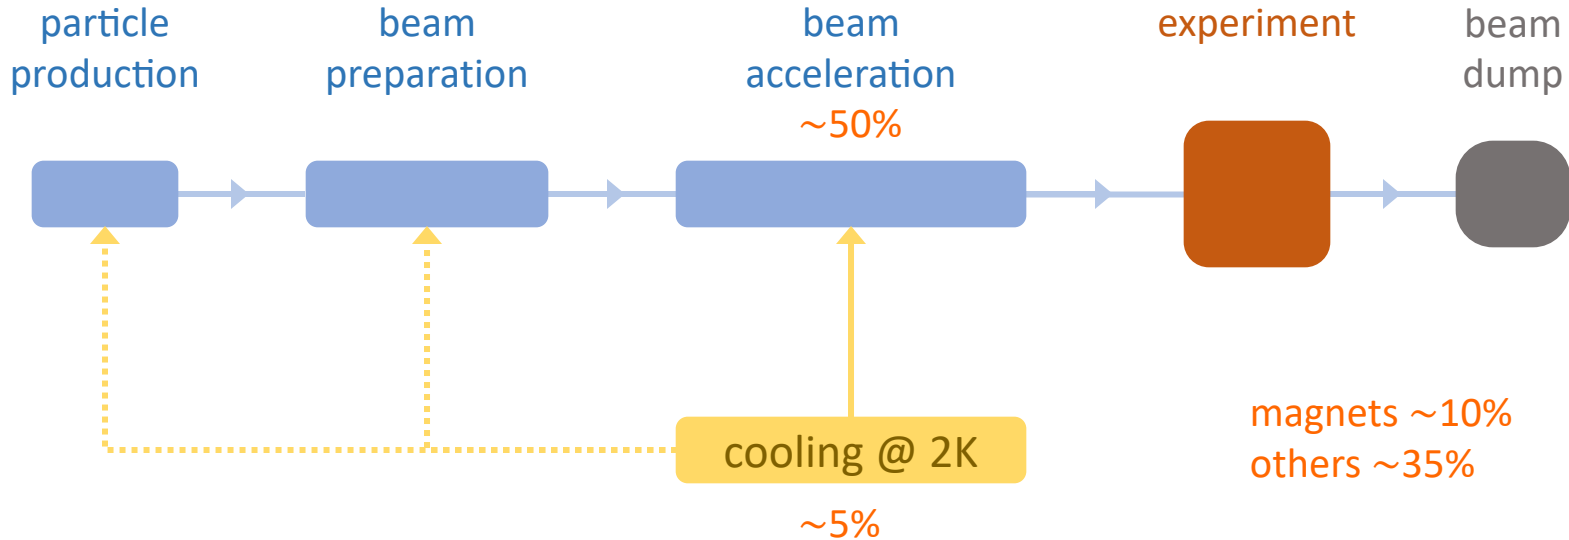 particle
production
beam
preparation
beam
acceleration
~50%
experiment
beam
dump
cooling @ 2K
~5%
magnets ~10%
others ~35%